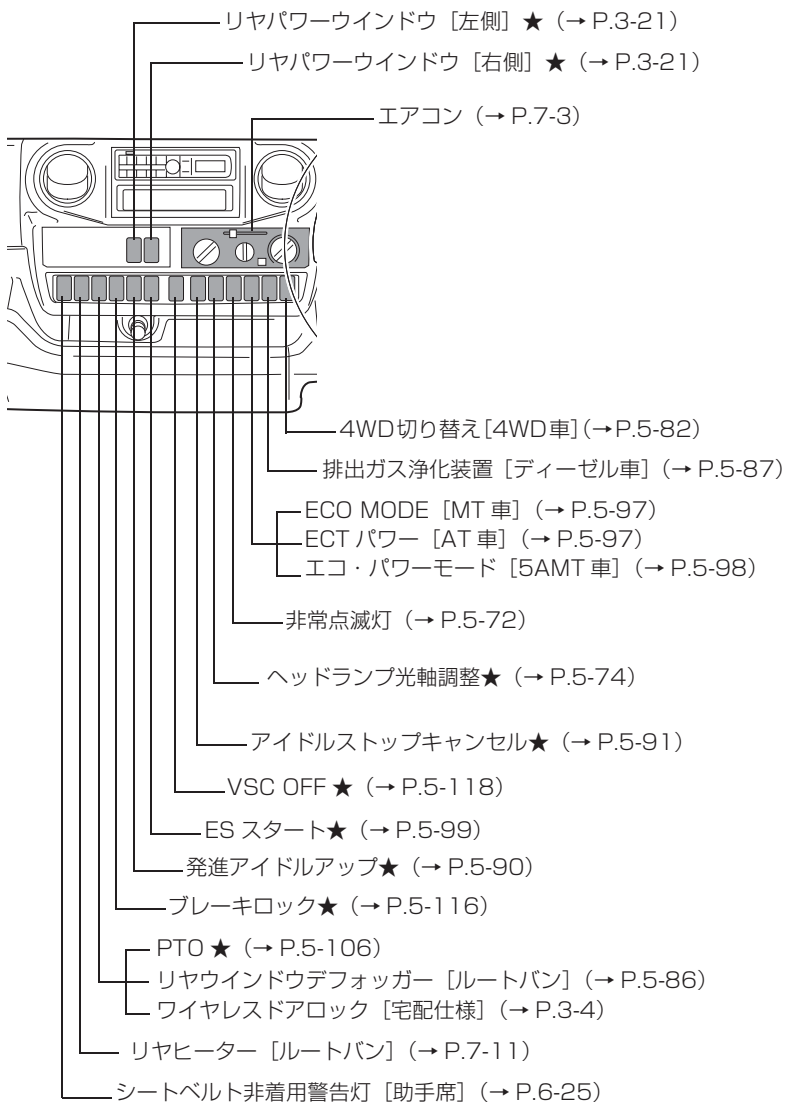 リヤパワーウインドウ［左側］★（→ P.3-21）
リヤパワーウインドウ［右側］★（→ P.3-21）
エアコン（→ P.7-3）
4WD切り替え［4WD車］（→P.5-82）
排出ガス浄化装置［ディーゼル車］（→ P.5-87）
ECO MODE［MT 車］（→ P.5-97）
ECT パワー［AT 車］（→ P.5-97）
エコ・パワーモード［5AMT 車］（→ P.5-98）
非常点滅灯（→ P.5-72）
ヘッドランプ光軸調整★（→ P.5-74）
アイドルストップキャンセル★（→ P.5-91）
VSC OFF ★（→ P.5-118）
ES スタート★（→ P.5-99）
発進アイドルアップ★（→ P.5-90）
ブレーキロック★（→ P.5-116）
PTO ★（→ P.5-106）
リヤウインドウデフォッガー［ルートバン］（→ P.5-86）
ワイヤレスドアロック［宅配仕様］（→ P.3-4）
リヤヒーター［ルートバン］（→ P.7-11）
シートベルト非着用警告灯［助手席］（→ P.6-25）